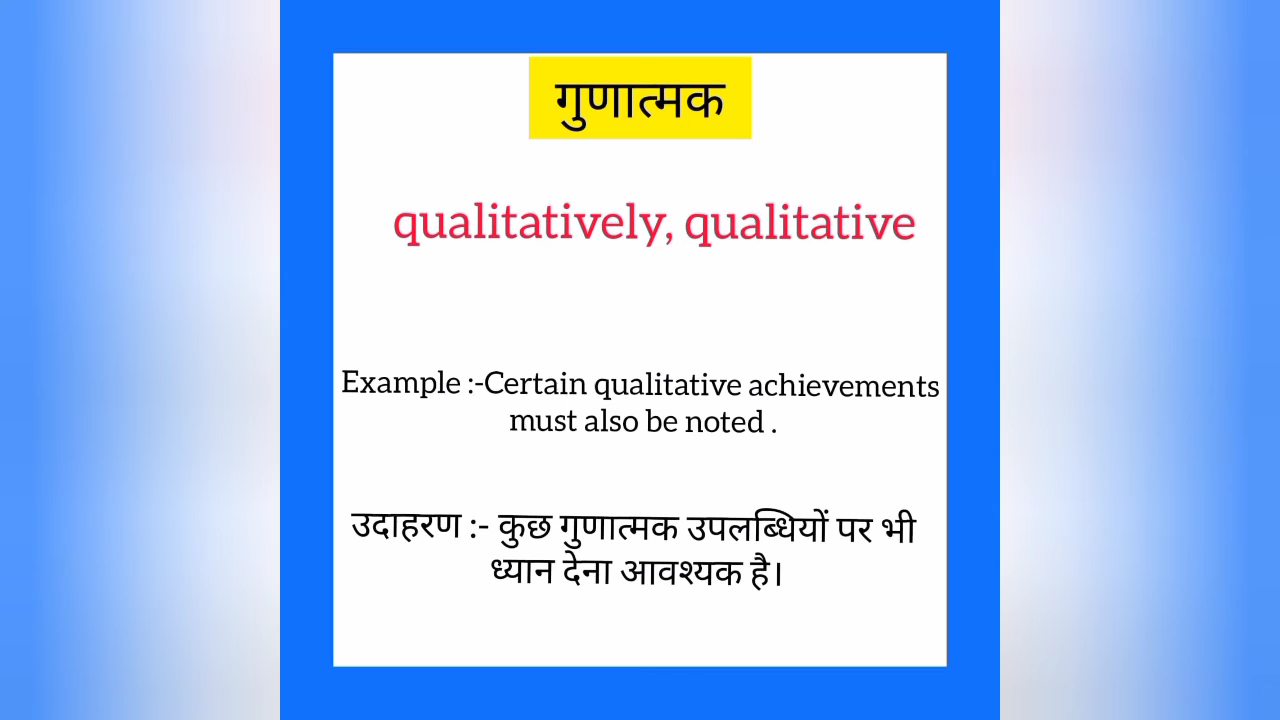 गुणात्मक
qualitatively, qualitative
Example :-Certain qualitative achievements
must also be noted .
उदाहरण :- कुछ गुणात्मक उपलब्धियों पर भी
ध्यान देना आवश्यक है।